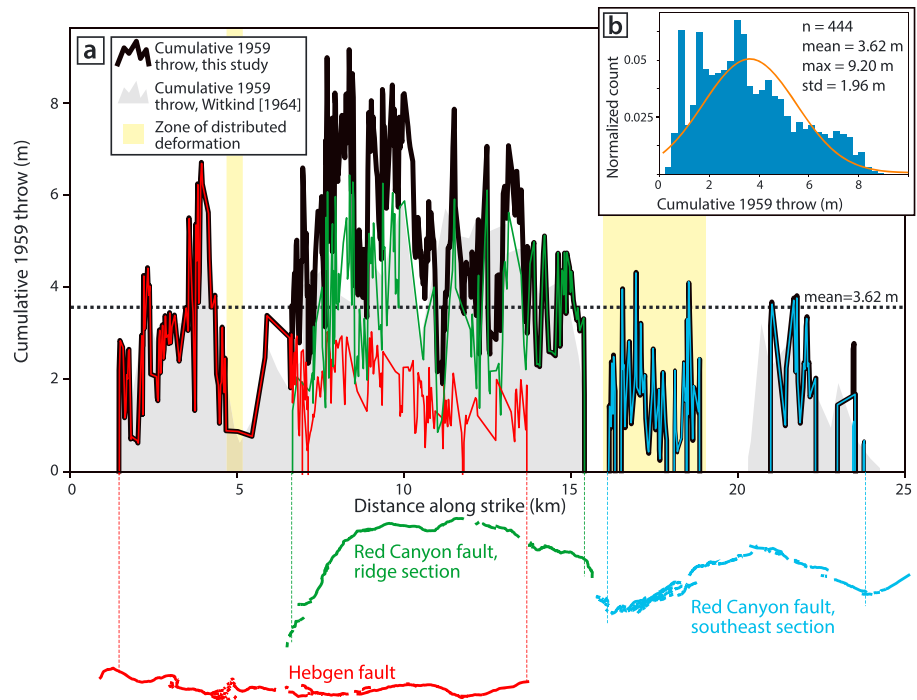 a
Cumulative 1959
throw, this study
Cumulative 1959
throw, Witkind [1964]
Zone of distributed
deformation
b
n = 444
mean = 3.62 m
max = 9.20 m
std = 1.96 m
Normalized count
0.05
0.025
0
2
4
6
8
Cumulative 1959 throw (m)
Cumulative 1959 throw (m)
8
6
4
2
0
mean=3.62 m
0
5
10
15
20
25
Distance along strike (km)
Red Canyon fault,
ridge section
Red Canyon fault,
southeast section
Hebgen fault